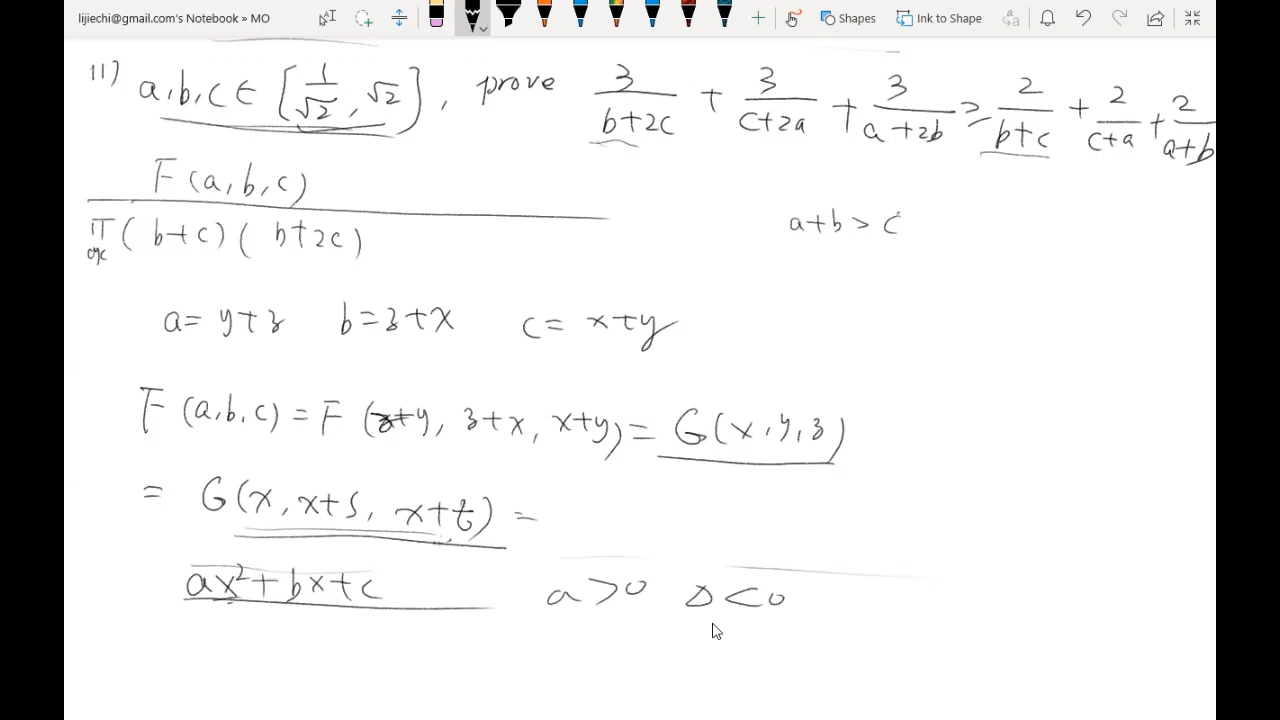 lijiechi@gmail.com's Notebook » MO
Shapes
Ink to Shape
11) a,b,c ∈ [1/√2, √2], prove 3/(b+2c) + 3/(c+2a) + 3/(a+2b) ≥ 2/(b+c) + 2/(c+a) + 2/(a+b)
F(a,b,c)
π cyc (b+c)(b+2c)
a+b > c
a= y+z b=z+x c= x+y
F(a,b,c) = F (z+y, z+x, x+y) = G(x,y,z)
= G(x, x+s, x+t) =
ax²+bx+c a>0 Δ<0